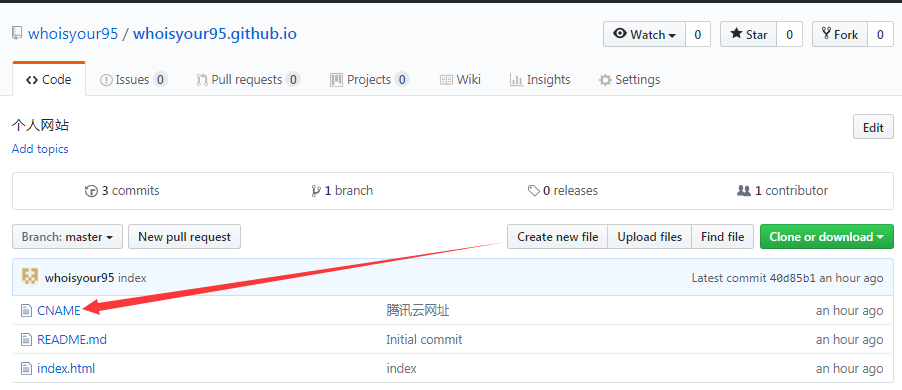 whoisyour95 / whoisyour95.github.io Watch 0 Star 0 Fork 0
Code Issues 0 Pull requests 0 Projects 0 Wiki Insights Settings
个人网站 Edit
Add topics
3 commits 1 branch 0 releases 1 contributor
Branch: master New pull request Create new file Upload files Find file Clone or download
whoisyour95 index Latest commit 40d85b1 an hour ago
CNAME 腾讯云网址 an hour ago
README.md Initial commit an hour ago
index.html index an hour ago